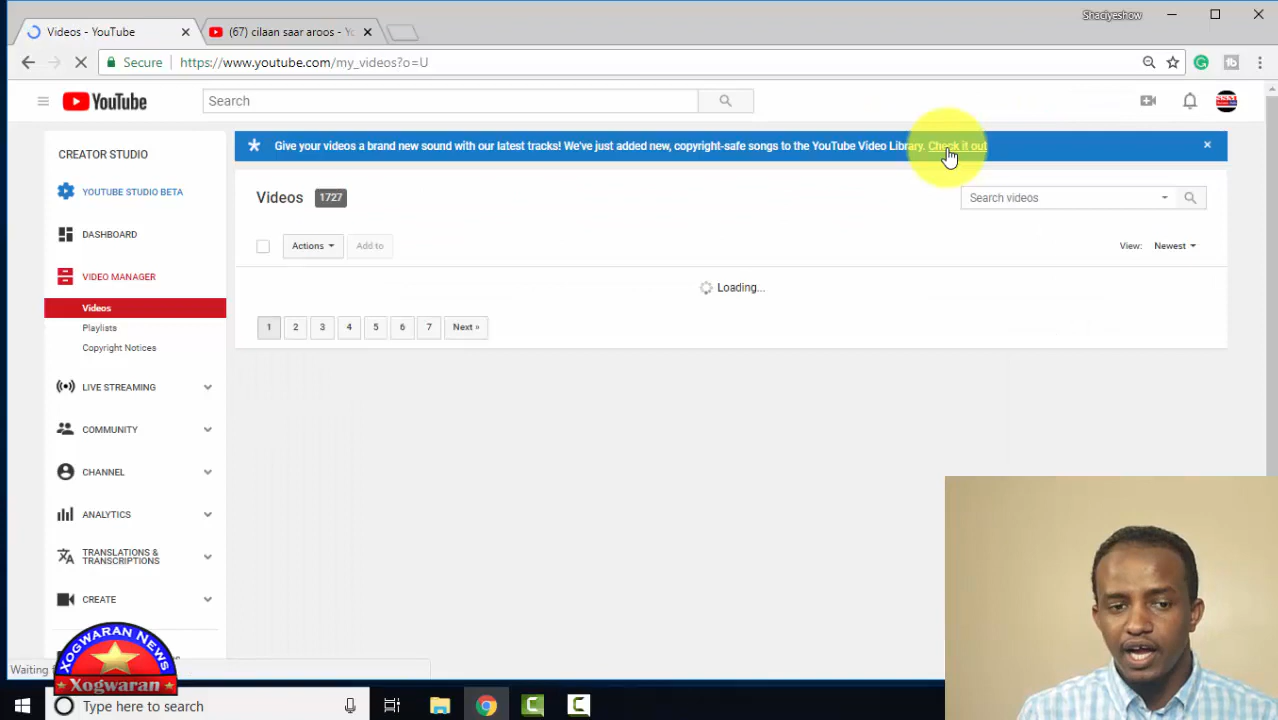 Shaciyeshow
Videos - YouTube
(67) cilaan saar aroos - Yo
Secure
https://www.youtube.com/my_videos?o=U
YouTube
Search
CREATOR STUDIO
YOUTUBE STUDIO BETA
DASHBOARD
VIDEO MANAGER
Videos
Playlists
Copyright Notices
LIVE STREAMING
COMMUNITY
CHANNEL
ANALYTICS
TRANSLATIONS &
TRANSCRIPTIONS
CREATE
Give your videos a brand new sound with our latest tracks! We've just added new, copyright-safe songs to the YouTube Video Library. Check it out
Videos 1727
Search videos
Actions
Add to
View: Newest
Loading...
1 2 3 4 5 6 7 Next »
Waiting
XOGWARAN NEWS
Xogwaran
Type here to search